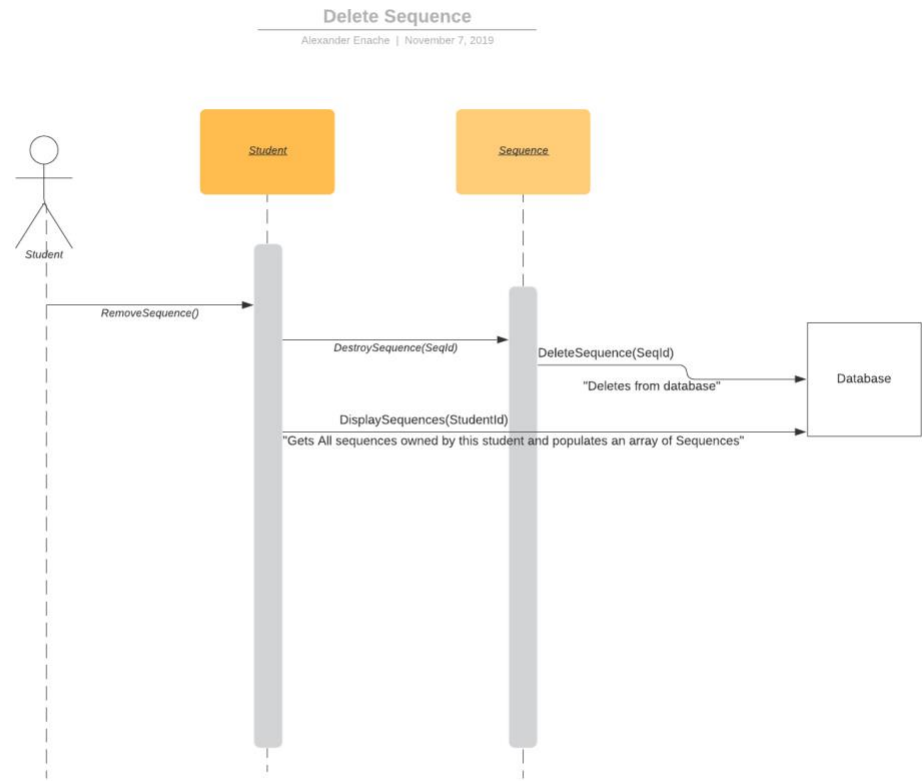 Delete Sequence
Alexander Enache | November 7, 2019
Student
Sequence
Student
RemoveSequence()
DestroySequence(SeqId)
DeleteSequence(SeqId)
"Deletes from database"
Database
DisplaySequences(StudentId)
"Gets All sequences owned by this student and populates an array of Sequences"